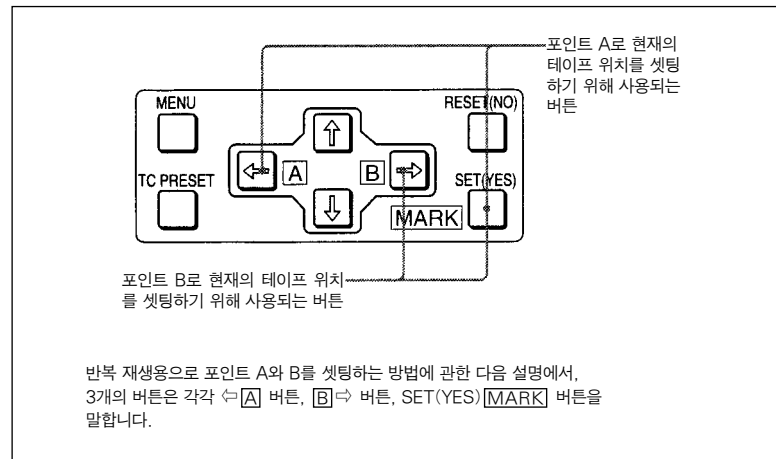 포인트 A로 현재의
테이프 위치를 셋팅
하기 위해 사용되는
버튼
MENU
RESET(NO)
⇧
⇦ A
B ⇨
TC PRESET
SET(YES)
⇩
MARK
포인트 B로 현재의 테이프 위치
를 셋팅하기 위해 사용되는 버튼
반복 재생용으로 포인트 A와 B를 셋팅하는 방법에 관한 다음 설명에서,
3개의 버튼은 각각 ⇦A 버튼, B⇨ 버튼, SET(YES) MARK 버튼을
말합니다.